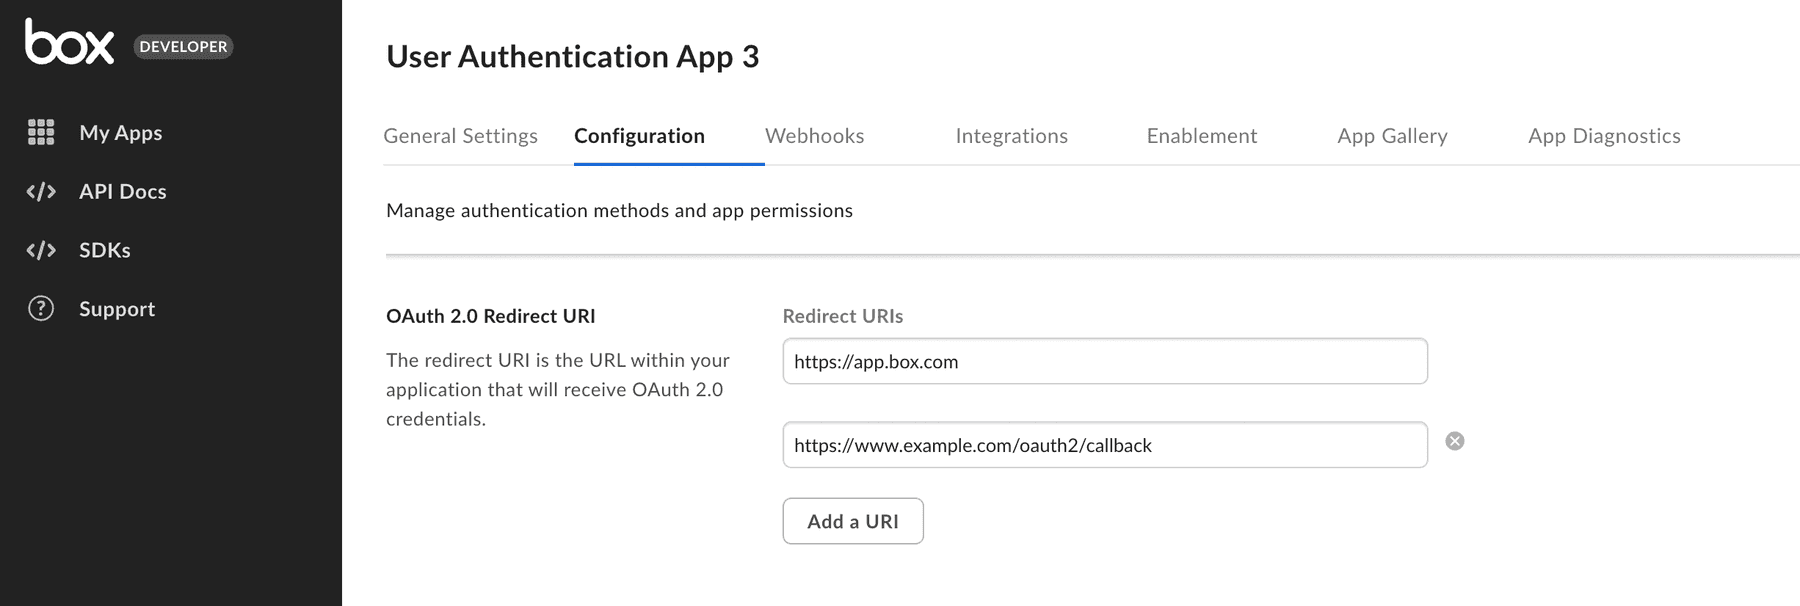 box DEVELOPER
My Apps
API Docs
SDKs
Support
User Authentication App 3
General Settings Configuration Webhooks Integrations Enablement App Gallery App Diagnostics
Manage authentication methods and app permissions
OAuth 2.0 Redirect URI
The redirect URI is the URL within your
application that will receive OAuth 2.0
credentials.
Redirect URIs
https://app.box.com
https://www.example.com/oauth2/callback
Add a URI